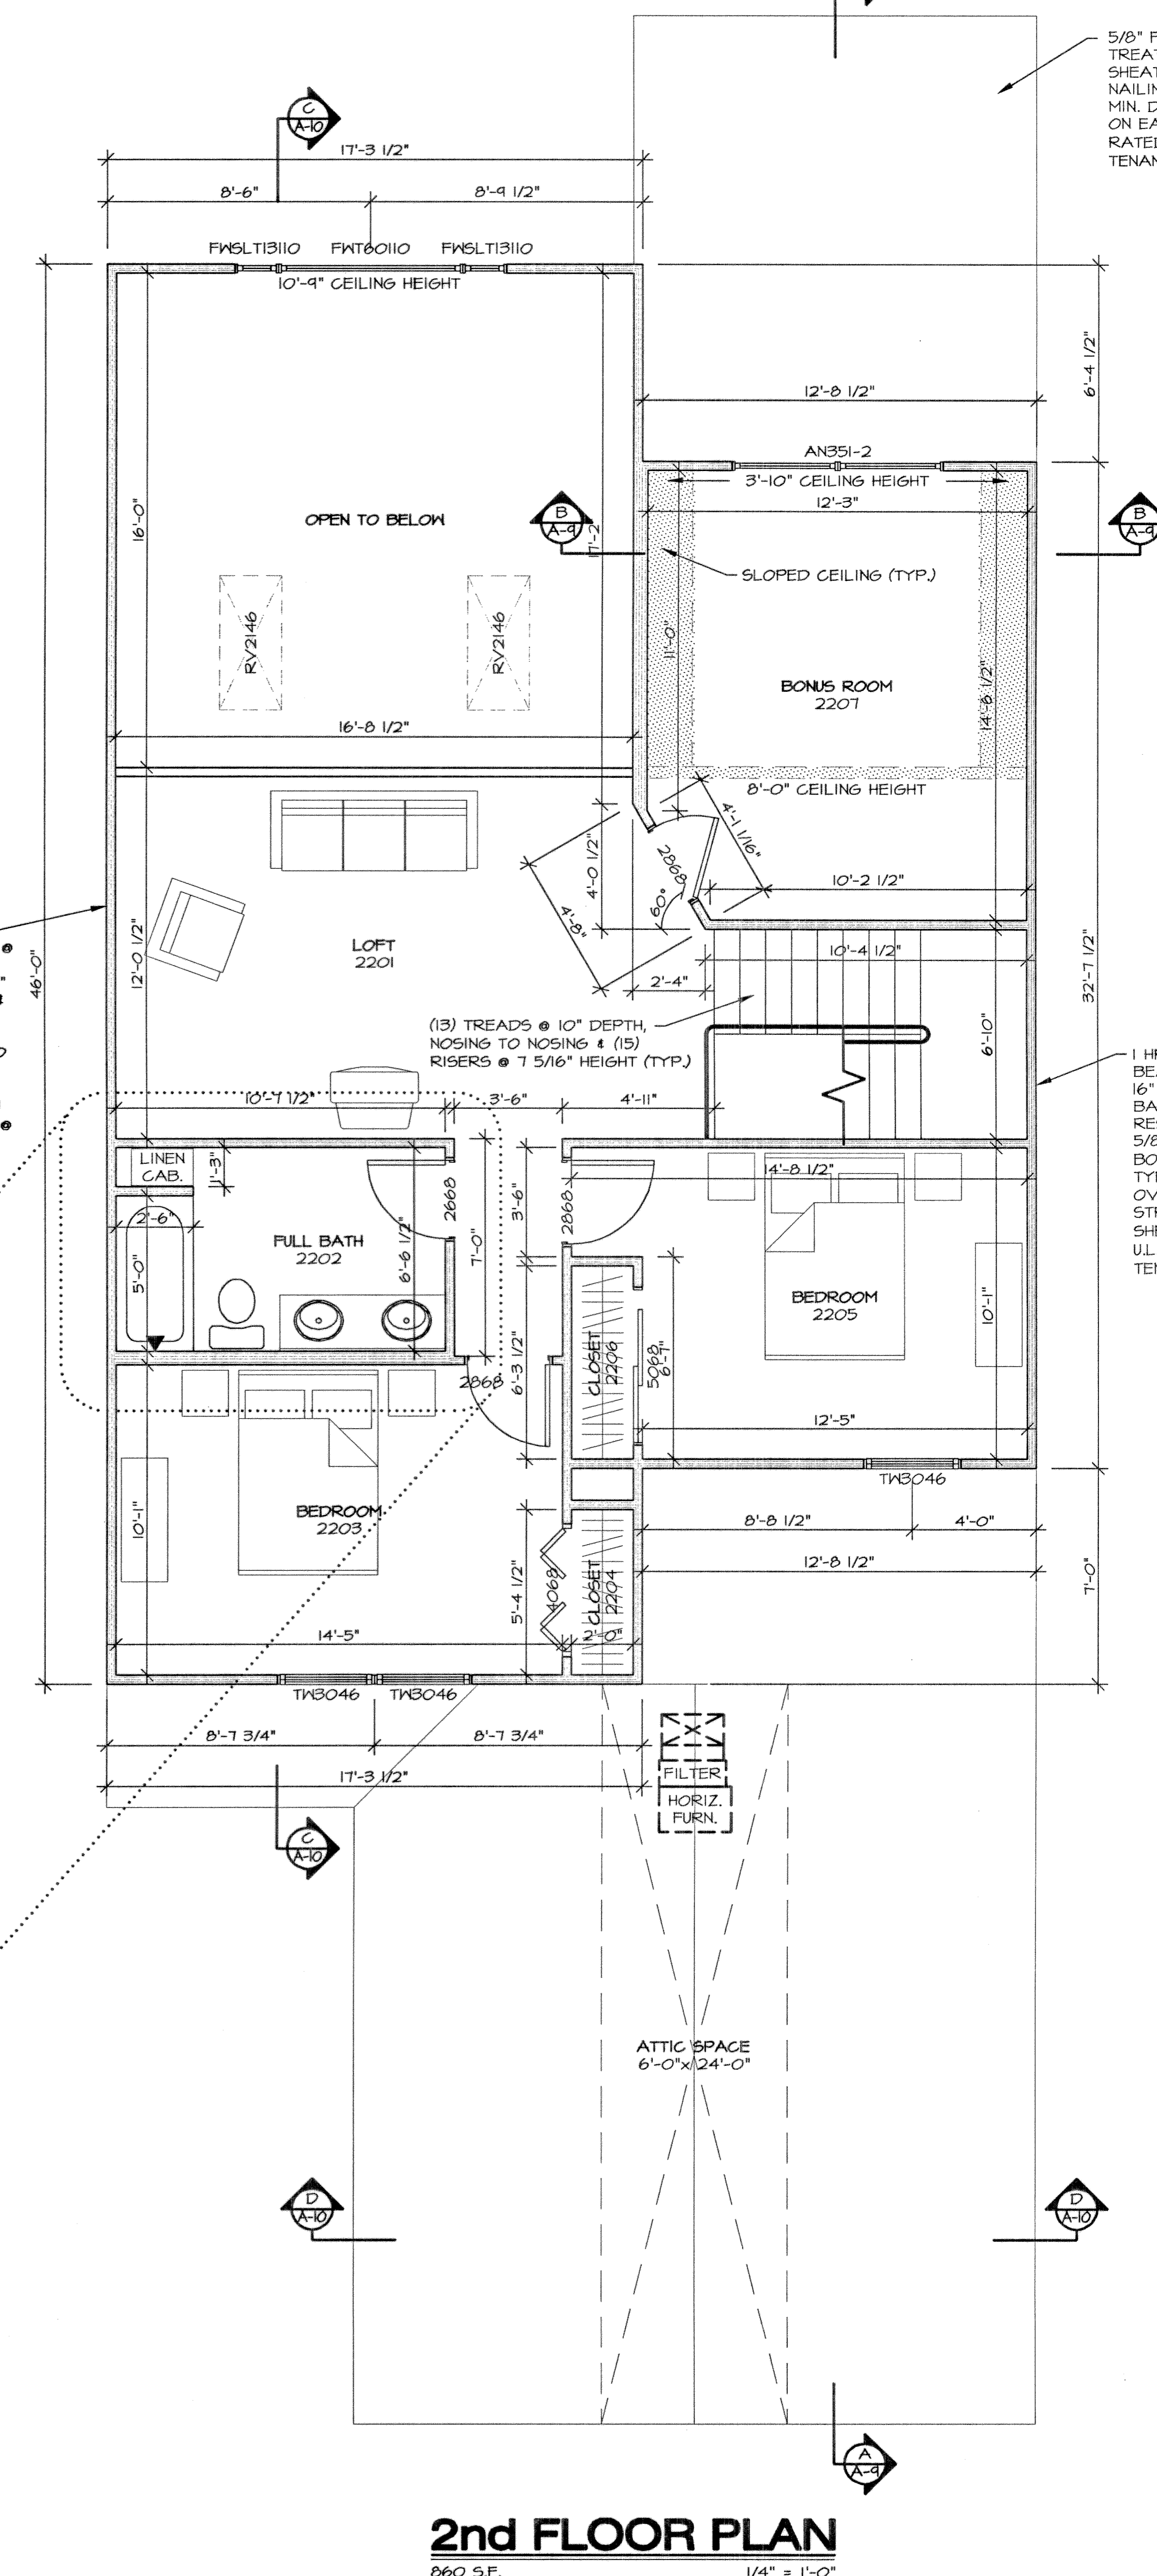 5/8" F
TREAT
SHEAT
NAILIN
MIN. D
ON EA
RATED
TENAN
C
A-10
17'-3 1/2"
8'-6"
8'-9 1/2"
FWSLT13110
FWT60110
FWSLT13110
10'-9" CEILING HEIGHT
6'-4 1/2"
12'-8 1/2"
AN351-2
3'-10" CEILING HEIGHT
12'-3"
B
A-9
B
A-9
16'-0"
OPEN TO BELOW
17'-2
SLOPED CEILING (TYP.)
RV2146
RV2146
11'-0"
BONUS ROOM
2207
14'-6 1/2"
16'-8 1/2"
8'-0" CEILING HEIGHT
4'-1 1/16"
2868
4'-0 1/2"
4'-8"
60°
10'-2 1/2"
46'-0"
12'-0 1/2"
LOFT
2201
10'-4 1/2"
2'-4"
32'-7 1/2"
(13) TREADS @ 10" DEPTH,
NOSING TO NOSING & (15)
RISERS @ 7 5/16" HEIGHT (TYP.)
6'-10"
1 HR
BEA
16"
BA
RES
5/8
BO
TYP
OV
STR
SHE
U.L
TEN
@
"
@
10'-7 1/2"
3'-6"
4'-11"
LINEN
CAB.
1'-3"
14'-8 1/2"
2668
3'-6"
2868
2'-6"
5'-0"
FULL BATH
2202
6'-6 1/2"
7'-0"
BEDROOM
2205
10'-1"
6'-3 1/2"
CLOSET
2206
5068
6'-7"
2868
12'-5"
TW3046
10'-1"
BEDROOM
2203
8'-8 1/2"
4'-0"
12'-8 1/2"
7'-0"
5'-4 1/2"
4068
CLOSET
2204
14'-5"
2'-0"
TW3046
TW3046
8'-7 3/4"
8'-7 3/4"
17'-3 1/2"
FILTER
HORIZ.
FURN.
C
A-10
ATTIC SPACE
6'-0"x 24'-0"
D
A-10
D
A-10
A
A-9
2nd FLOOR PLAN
860 S.F.
1/4" = 1'-0"